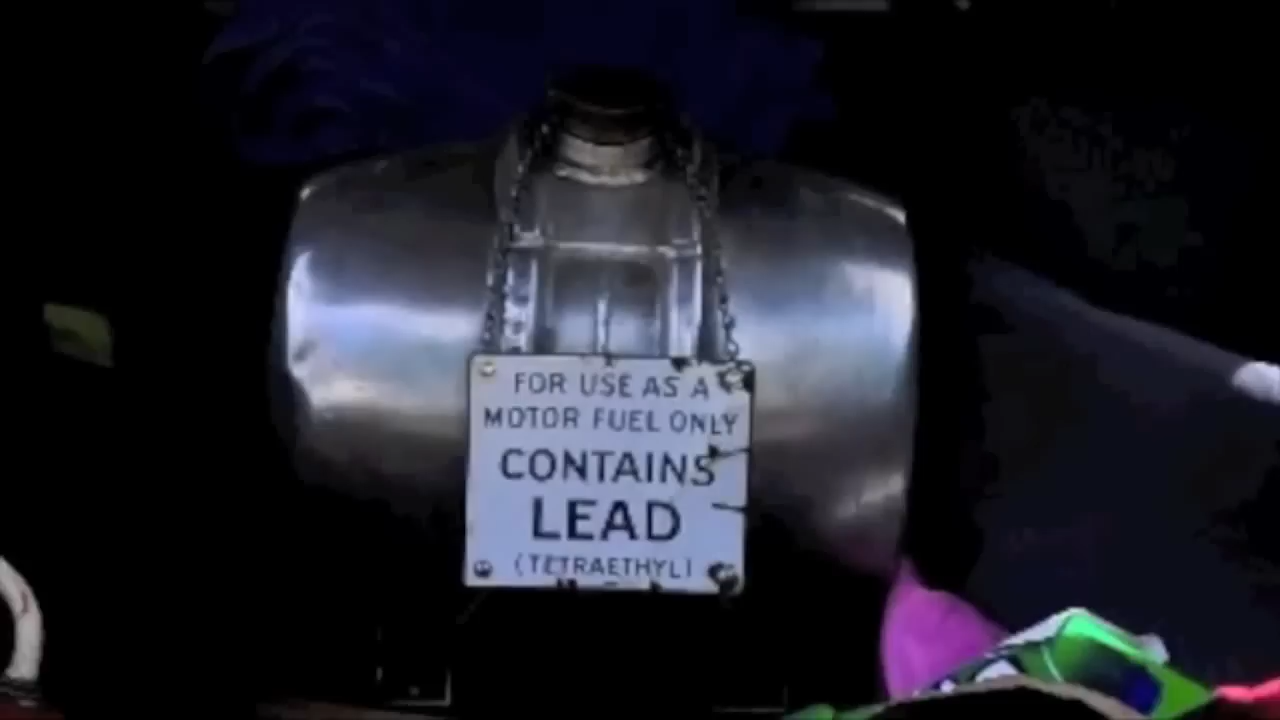 FOR USE AS A
MOTOR FUEL ONLY
CONTAINS
LEAD
(TETRAETHYL)